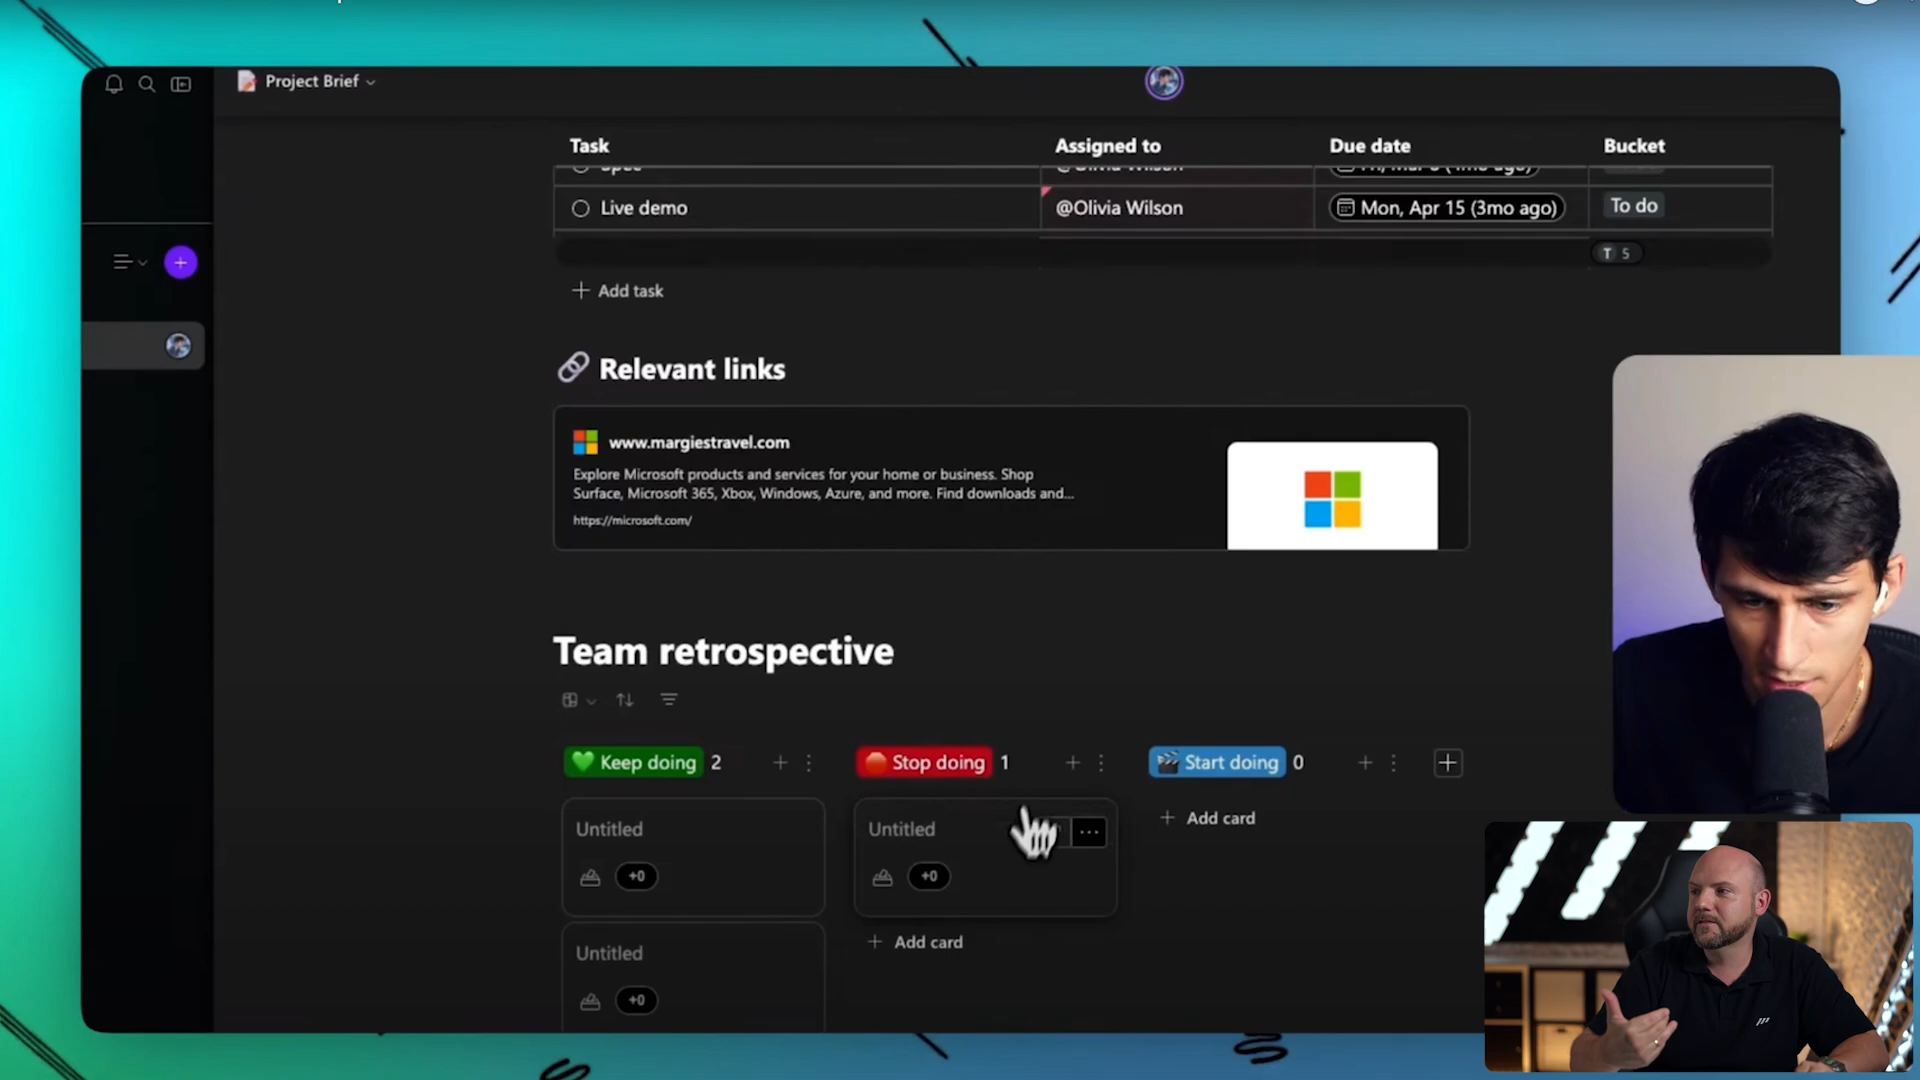 Project Brief
Task Assigned to Due date Bucket
Spec @Olivia Wilson
Live demo @Olivia Wilson Mon, Apr 15 (3mo ago) To do
T 5
+ Add task
Relevant links
www.margiestravel.com
Explore Microsoft products and services for your home or business. Shop
Surface, Microsoft 365, Xbox, Windows, Azure, and more. Find downloads and...
https://microsoft.com/
Team retrospective
Keep doing 2 Stop doing 1 Start doing 0
Untitled Untitled + Add card
+0 +0
+ Add card
Untitled
+0